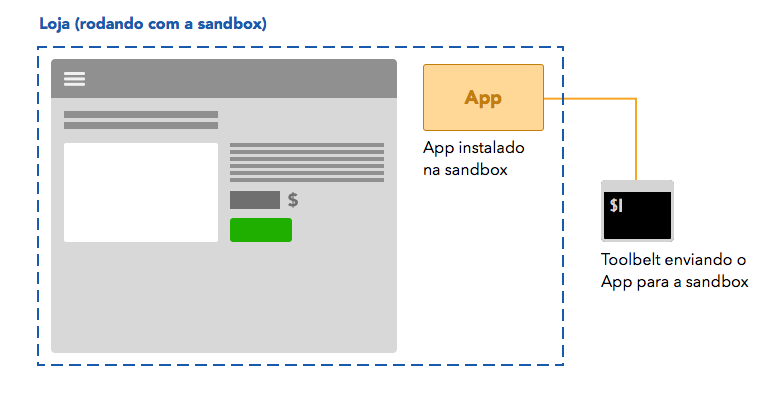 Loja (rodando com a sandbox)
App
App instalado
na sandbox
$
$|
Toolbelt enviando o
App para a sandbox